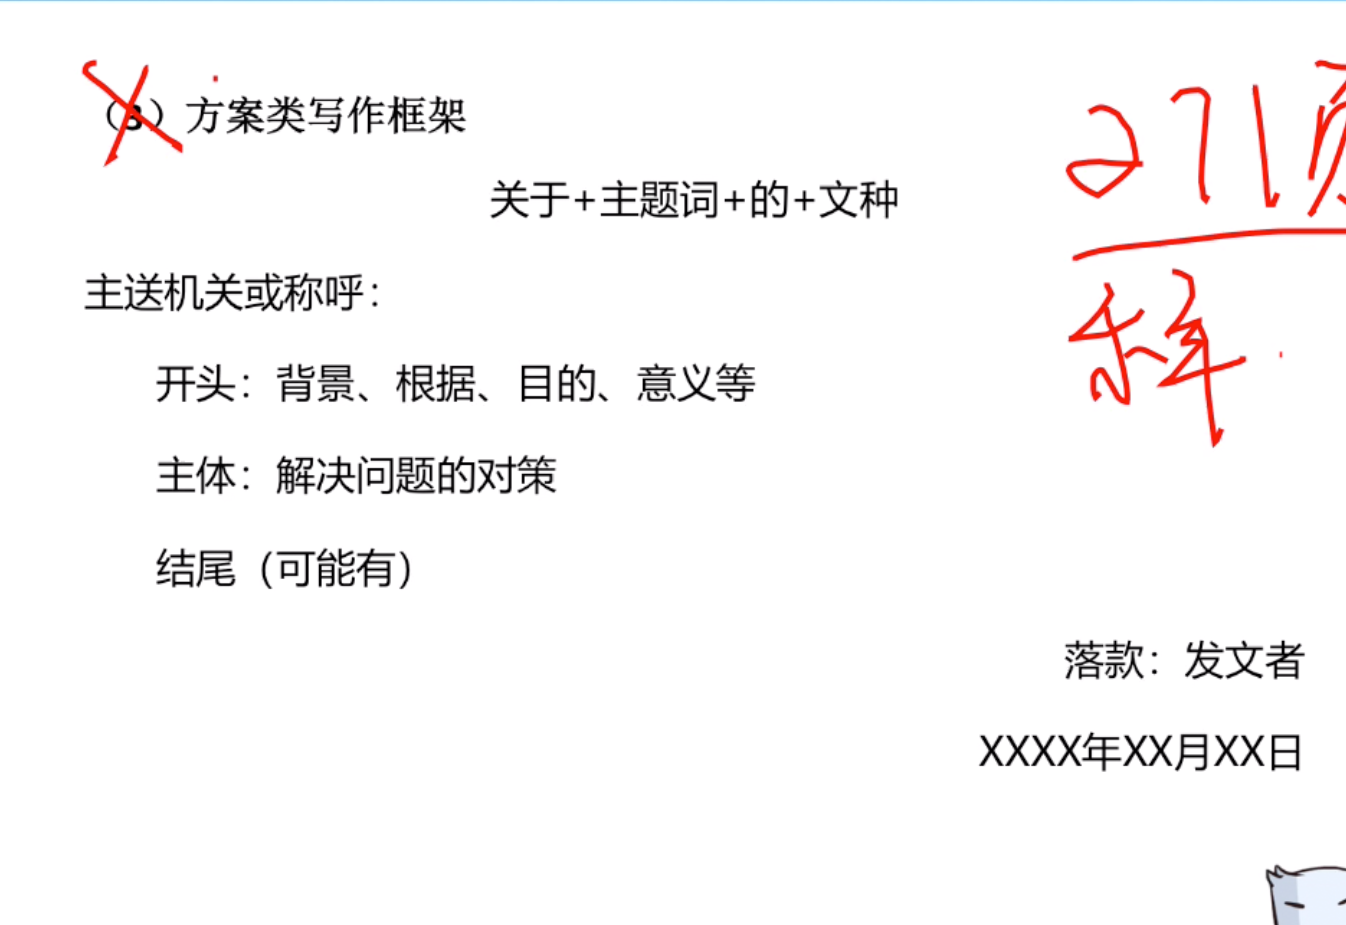 （3）方案类写作框架
271页
关于+主题词+的+文种
主送机关或称呼：
开头：背景、根据、目的、意义等
主体：解决问题的对策
结尾（可能有）
落款：发文者
XXXX年XX月XX日